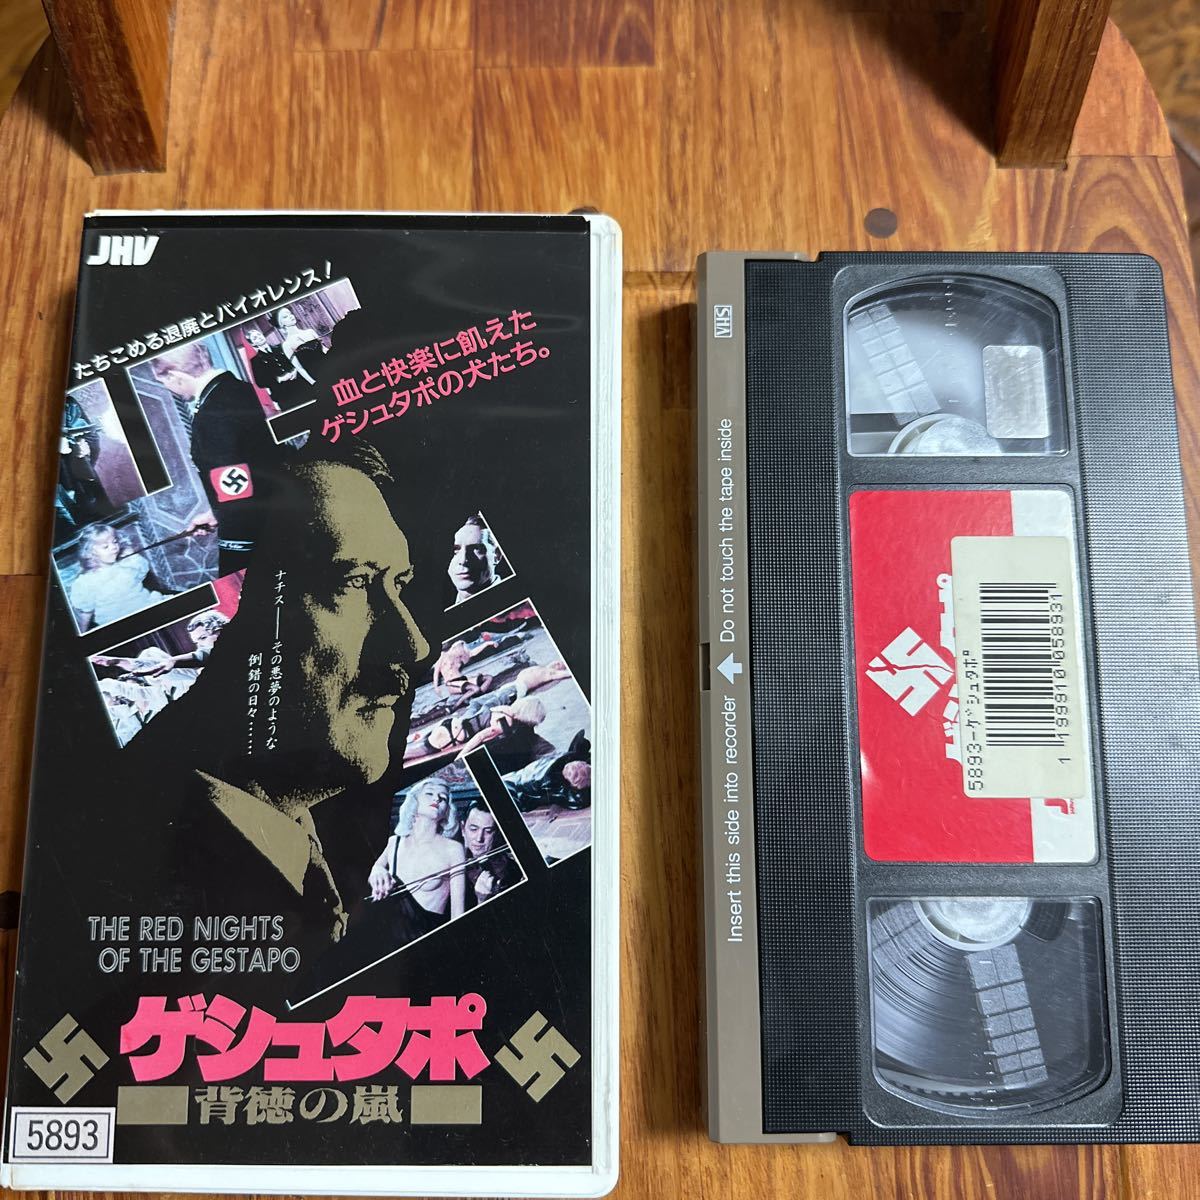 JHV
たちこめる退廃とバイオレンス!
血と快楽に飢えた
ゲシュタポの犬たち。
ナチス――その悪夢のような
倒錯の日々……
THE RED NIGHTS
OF THE GESTAPO
ゲシュタポ
背徳の嵐
5893
VHS
Insert this side into recorder
Do not touch the tape inside
5893-ゲシュタポ
1 99910 058931